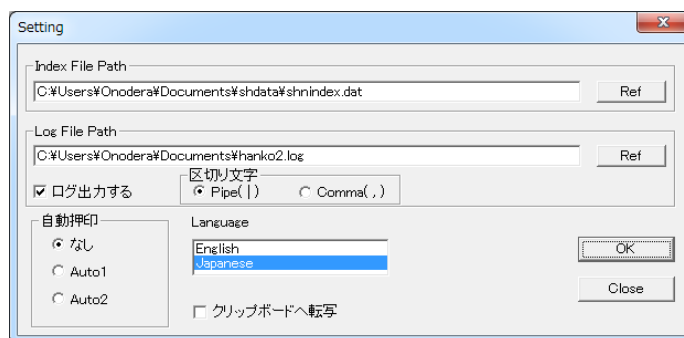 Setting
Index File Path
C:¥Users¥Onodera¥Documents¥shdata¥shnindex.dat
Ref
Log File Path
C:¥Users¥Onodera¥Documents¥hanko2.log
Ref
ログ出力する
区切り文字
Pipe(|)
Comma(,)
自動押印
なし
Auto1
Auto2
Language
English
Japanese
クリップボードへ転写
OK
Close